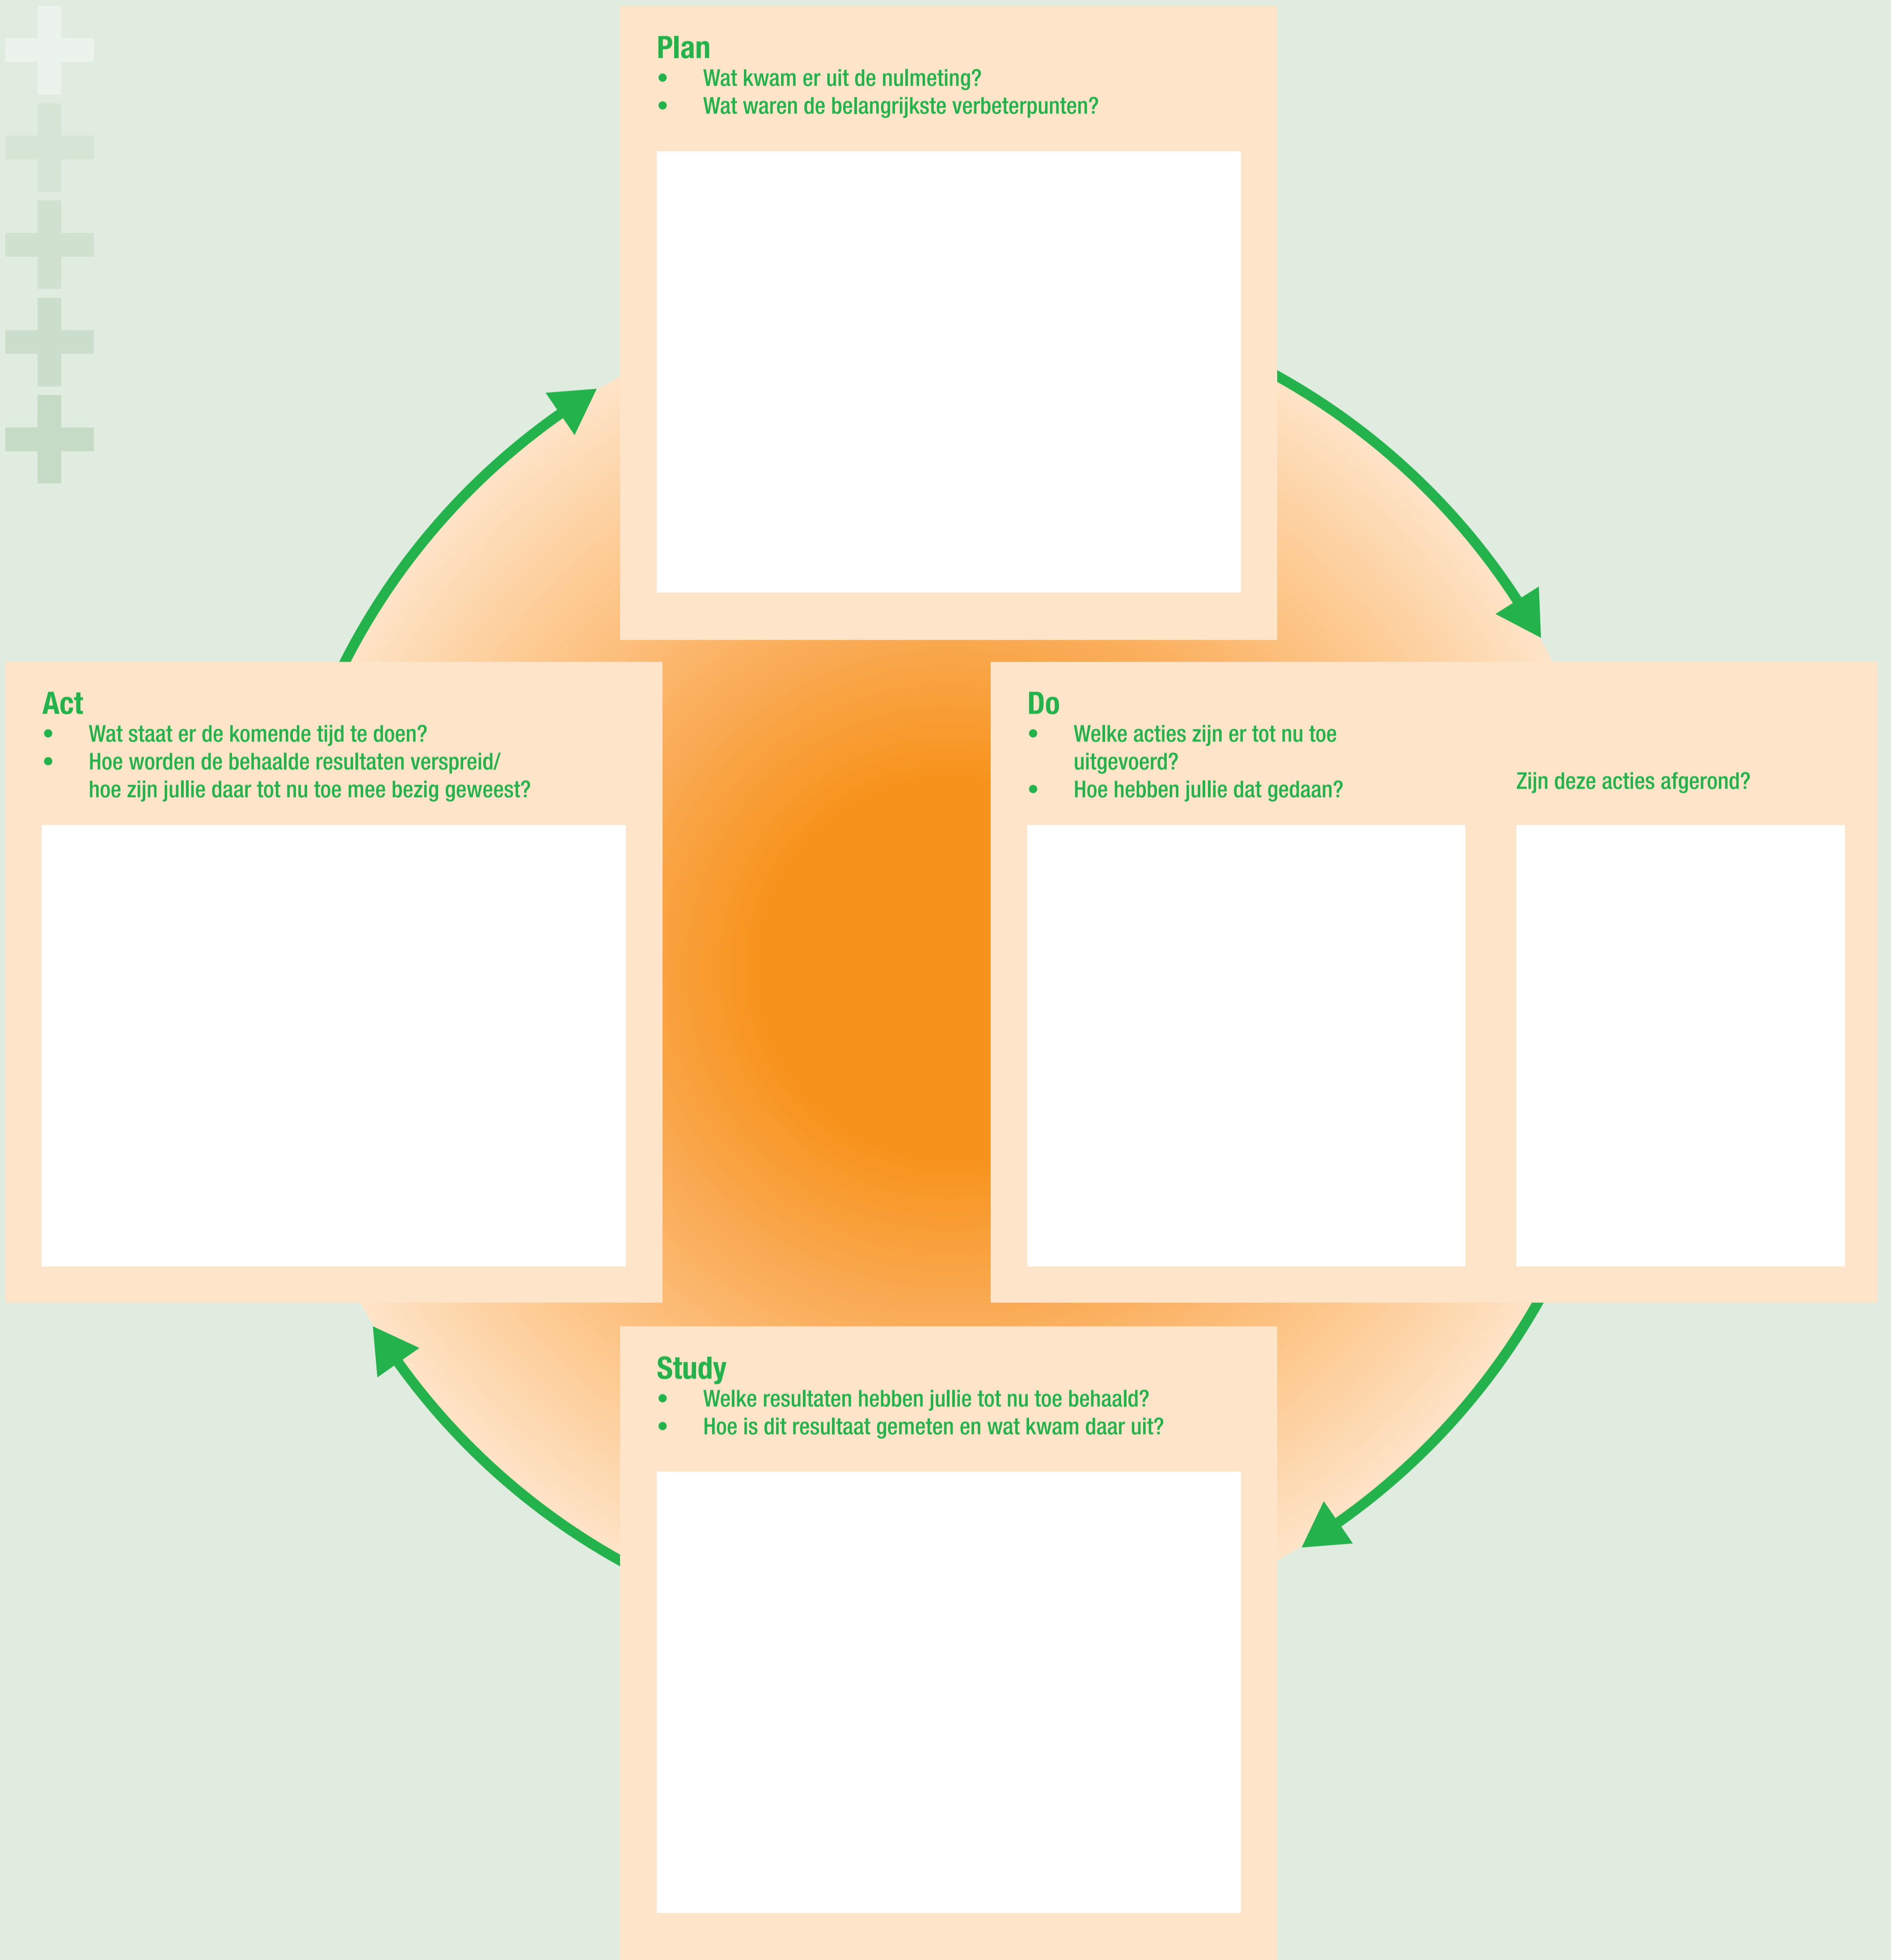 Plan
• Wat kwam er uit de nulmeting?
• Wat waren de belangrijkste verbeterpunten?
Act
• Wat staat er de komende tijd te doen?
• Hoe worden de behaalde resultaten verspreid/
hoe zijn jullie daar tot nu toe mee bezig geweest?
Do
• Welke acties zijn er tot nu toe
uitgevoerd?
• Hoe hebben jullie dat gedaan?
Zijn deze acties afgerond?
Study
• Welke resultaten hebben jullie tot nu toe behaald?
• Hoe is dit resultaat gemeten en wat kwam daar uit?